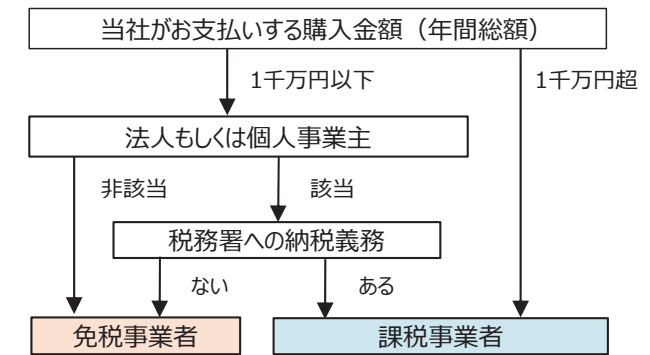 当社がお支払いする購入金額（年間総額）
1千万円以下
1千万円超
法人もしくは個人事業主
非該当
該当
税務署への納税義務
ない
ある
免税事業者
課税事業者